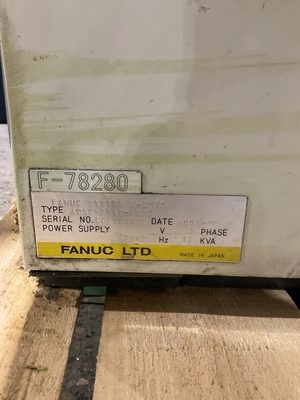 F-78280
FANUC SYSTEM
TYPE
SERIAL NO. DATE
POWER SUPPLY V PHASE
Hz KVA
FANUC LTD MADE IN JAPAN